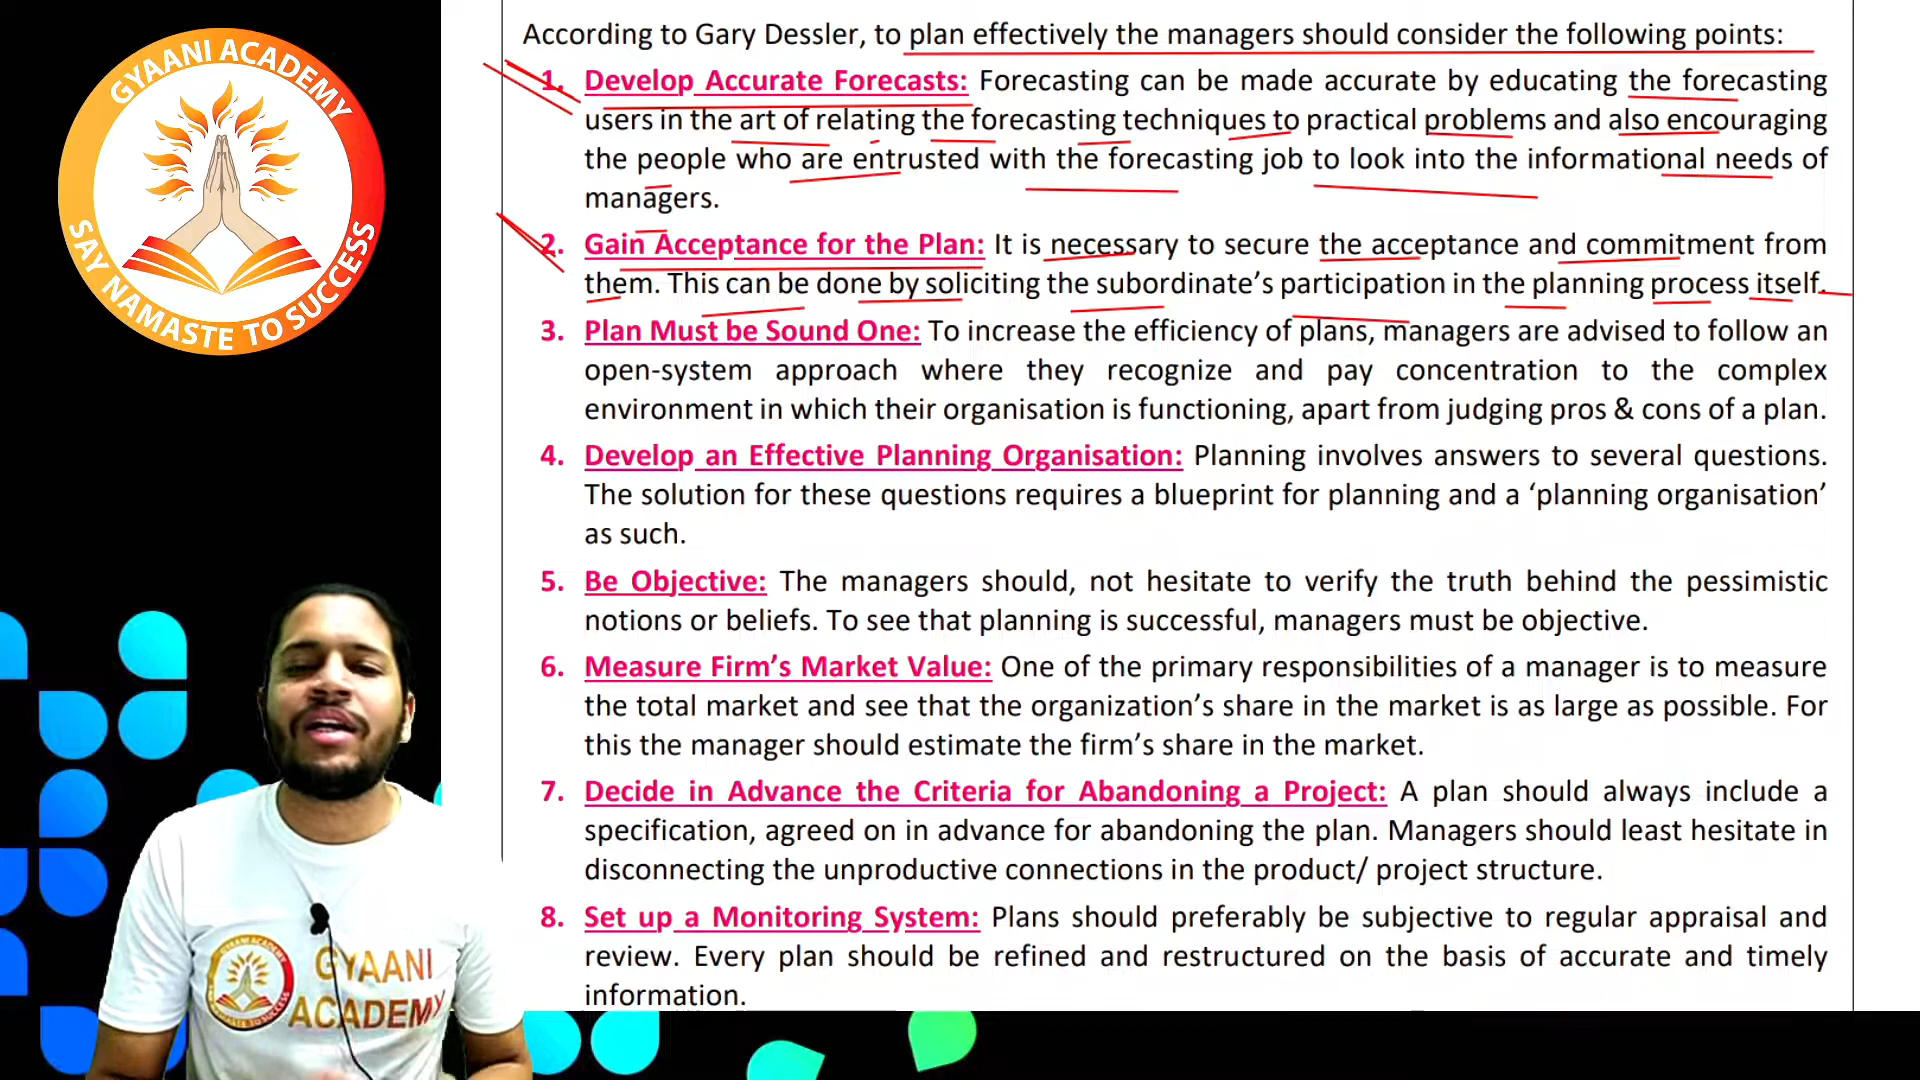 GYAANI ACADEMY
SAY NAMASTE TO SUCCESS
According to Gary Dessler, to plan effectively the managers should consider the following points:
1. Develop Accurate Forecasts: Forecasting can be made accurate by educating the forecasting
users in the art of relating the forecasting techniques to practical problems and also encouraging
the people who are entrusted with the forecasting job to look into the informational needs of
managers.
2. Gain Acceptance for the Plan: It is necessary to secure the acceptance and commitment from
them. This can be done by soliciting the subordinate’s participation in the planning process itself.
3. Plan Must be Sound One: To increase the efficiency of plans, managers are advised to follow an
open-system approach where they recognize and pay concentration to the complex
environment in which their organisation is functioning, apart from judging pros & cons of a plan.
4. Develop an Effective Planning Organisation: Planning involves answers to several questions.
The solution for these questions requires a blueprint for planning and a ‘planning organisation’
as such.
5. Be Objective: The managers should, not hesitate to verify the truth behind the pessimistic
notions or beliefs. To see that planning is successful, managers must be objective.
6. Measure Firm’s Market Value: One of the primary responsibilities of a manager is to measure
the total market and see that the organization’s share in the market is as large as possible. For
this the manager should estimate the firm’s share in the market.
7. Decide in Advance the Criteria for Abandoning a Project: A plan should always include a
specification, agreed on in advance for abandoning the plan. Managers should least hesitate in
disconnecting the unproductive connections in the product/ project structure.
8. Set up a Monitoring System: Plans should preferably be subjective to regular appraisal and
review. Every plan should be refined and restructured on the basis of accurate and timely
information.
GYAANI
ACADEMY